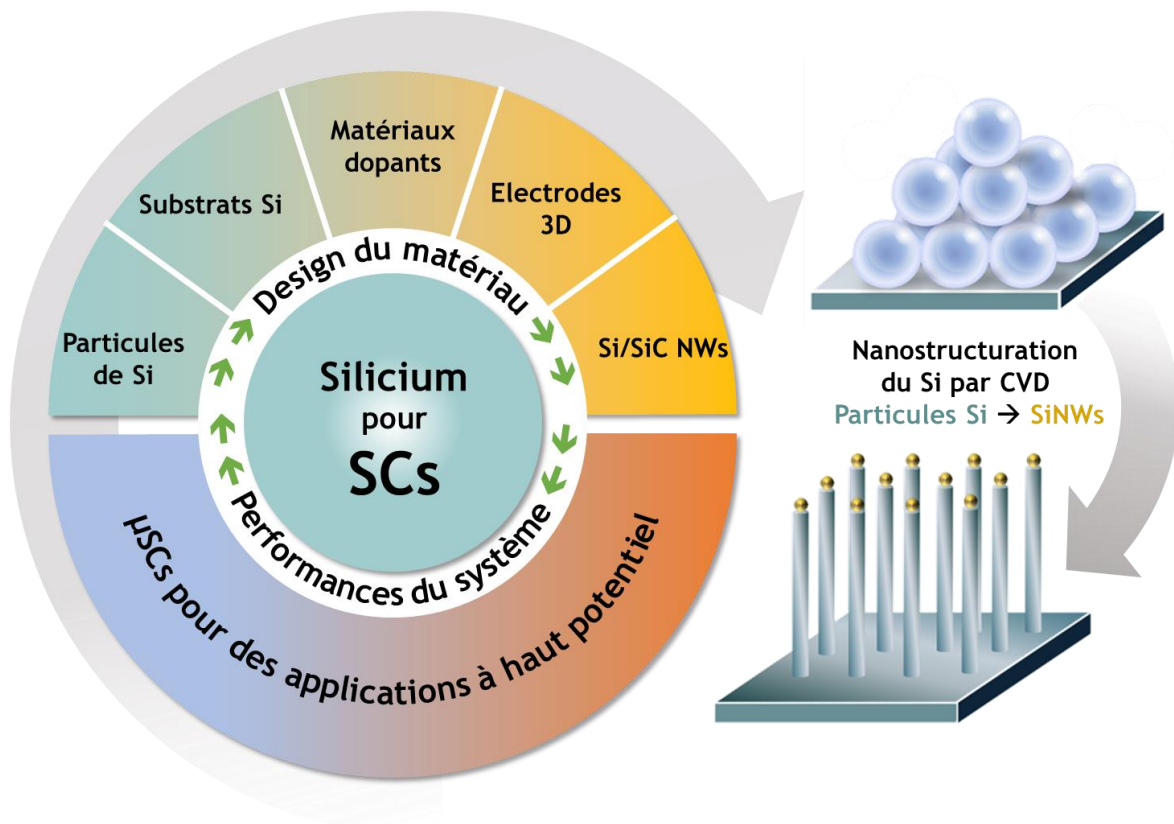 Matériaux
dopants
Substrats Si
Electrodes
3D
Particules
de Si
Si/SiC NWs
Design du matériau
Silicium
pour
SCs
Performances du système
µSCs pour des applications à haut potentiel
Nanostructuration
du Si par CVD
Particules Si → SiNWs